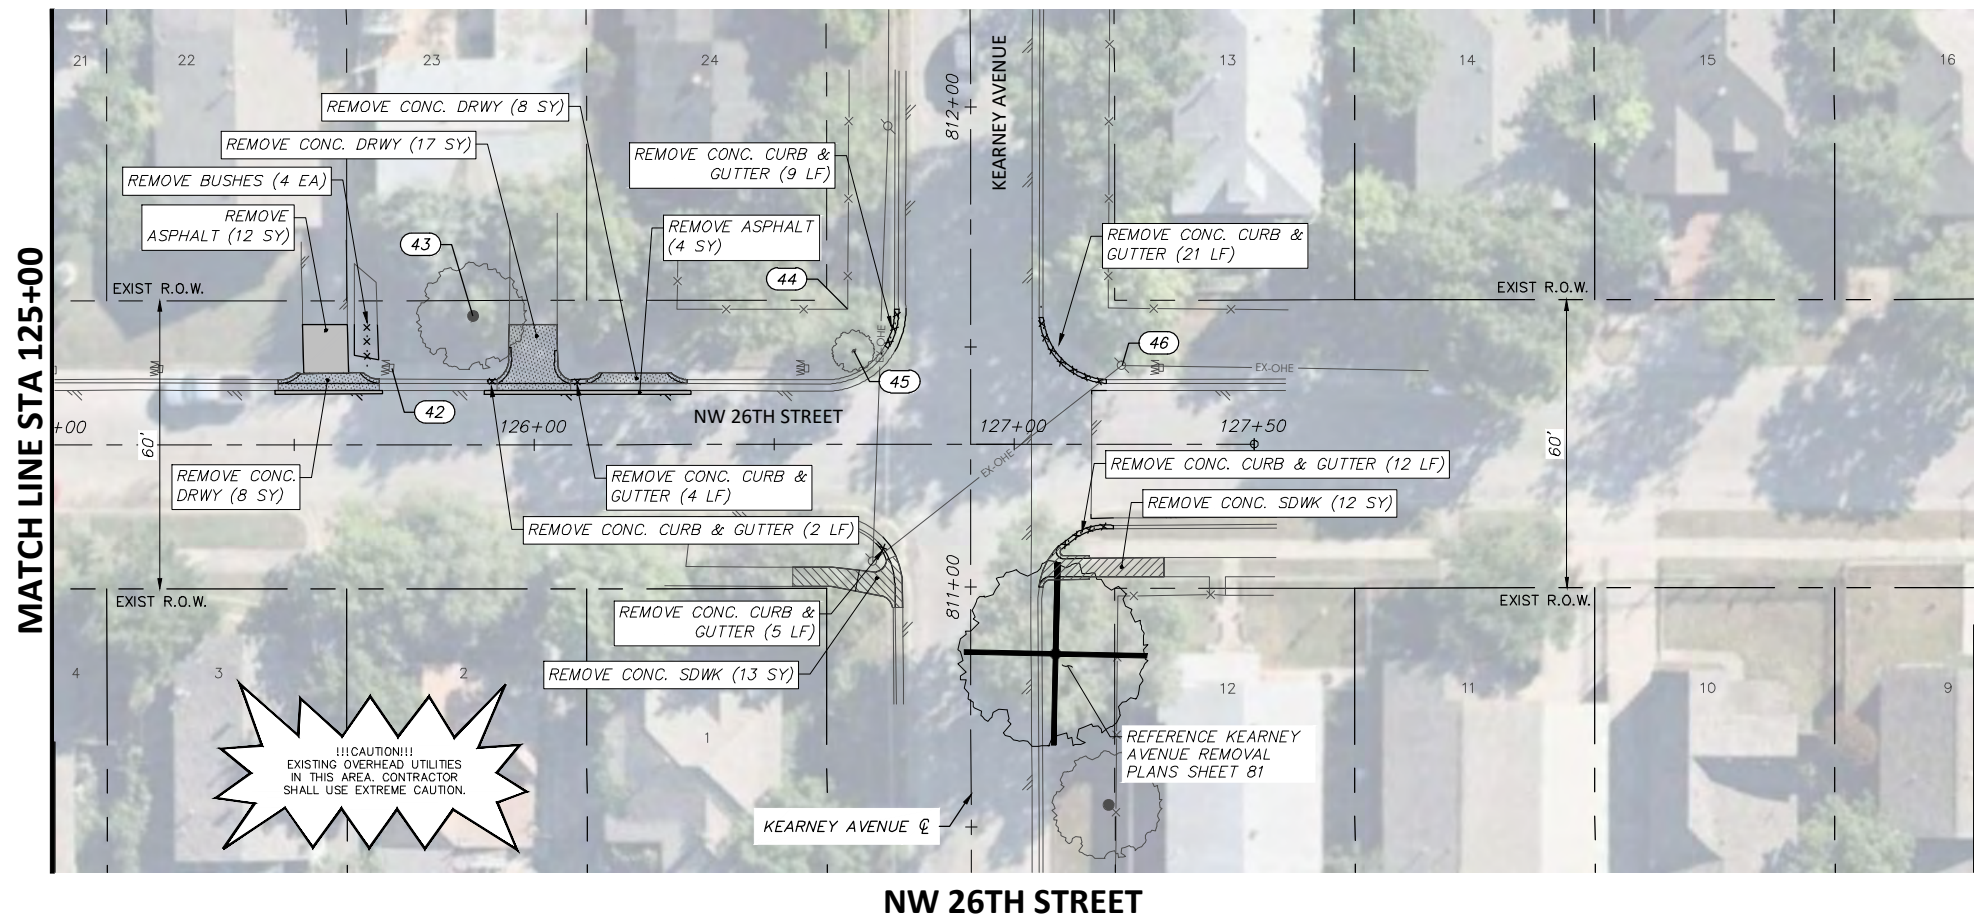 21
22
23
24
13
14
15
16
KEARNEY AVENUE
812+00
REMOVE CONC. DRWY (8 SY)
REMOVE CONC. DRWY (17 SY)
REMOVE CONC. CURB &
GUTTER (9 LF)
REMOVE BUSHES (4 EA)
REMOVE
ASPHALT (12 SY)
REMOVE ASPHALT
(4 SY)
REMOVE CONC. CURB &
GUTTER (21 LF)
43
44
EXIST R.O.W.
EXIST R.O.W.
MATCH LINE STA 125+00
WM
WM
WM
WM
EX-OHE
46
EX-OHE
45
42
NW 26TH STREET
+00
126+00
127+00
127+50
60'
60'
EX-OHE
REMOVE CONC.
DRWY (8 SY)
REMOVE CONC. CURB &
GUTTER (4 LF)
REMOVE CONC. CURB & GUTTER (12 LF)
REMOVE CONC. SDWK (12 SY)
REMOVE CONC. CURB & GUTTER (2 LF)
811+00
EXIST R.O.W.
EXIST R.O.W.
REMOVE CONC. CURB &
GUTTER (5 LF)
REMOVE CONC. SDWK (13 SY)
4
3
2
1
12
11
10
9
!!!CAUTION!!!
EXISTING OVERHEAD UTILITIES
IN THIS AREA. CONTRACTOR
SHALL USE EXTREME CAUTION.
REFERENCE KEARNEY
AVENUE REMOVAL
PLANS SHEET 81
KEARNEY AVENUE ℄
NW 26TH STREET